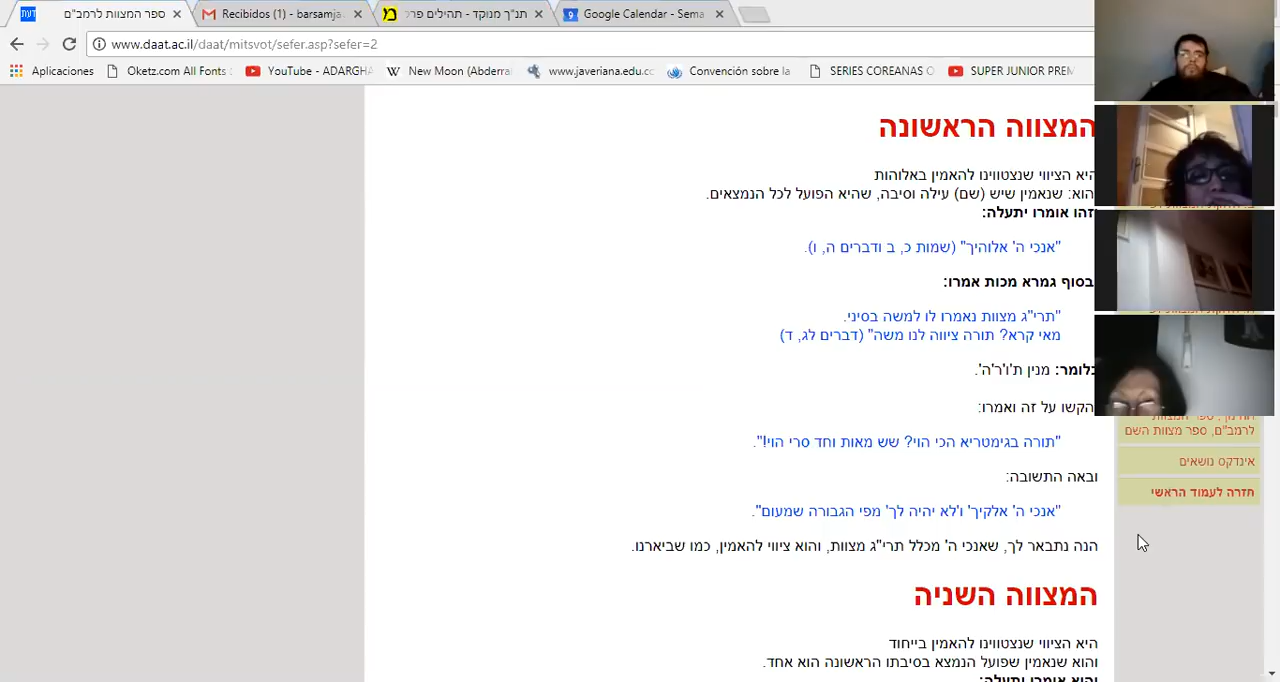 ספר המצוות לרמב"ם
Recibidos (1) - barsamja
תנ"ך מנוקד - תהילים פרק
Google Calendar - Sema
www.daat.ac.il/daat/mitsvot/sefer.asp?sefer=2
Aplicaciones
Oketz.com All Fonts
YouTube - ADARGHA
New Moon (Abderra
www.javeriana.edu.cc
Convención sobre la
SERIES COREANAS O
SUPER JUNIOR PREM
המצווה הראשונה
היא הציווי שנצטווינו להאמין באלוהות
והוא: שנאמין שיש (שם) עילה וסיבה, שהיא הפועל לכל הנמצאים.
וזהו אומרו יתעלה:
"אנכי ה' אלוהיך" (שמות כ, ב ודברים ה, ו).
בסוף גמרא מכות אמרו:
"תרי"ג מצוות נאמרו לו למשה בסיני.
מאי קרא? תורה ציווה לנו משה" (דברים לג, ד)
כלומר: מנין ת'ו'ר'ה'.
הקשו על זה ואמרו:
"תורה בגימטריא הכי הוי? שש מאות וחד סרי הוי!".
ובאה התשובה:
"אנכי ה' אלקיך' ו'לא יהיה לך' מפי הגבורה שמעום".
הנה נתבאר לך, שאנכי ה' מכלל תרי"ג מצוות, והוא ציווי להאמין, כמו שביארנו.
המצווה השניה
היא הציווי שנצטווינו להאמין בייחוד
והוא שנאמין שפועל הנמצא בסיבתו הראשונה הוא אחד.
והוא אומרו יתעלה:
לרמב"ם, ספר מצוות השם
אינדקס נושאים
חזרה לעמוד הראשי